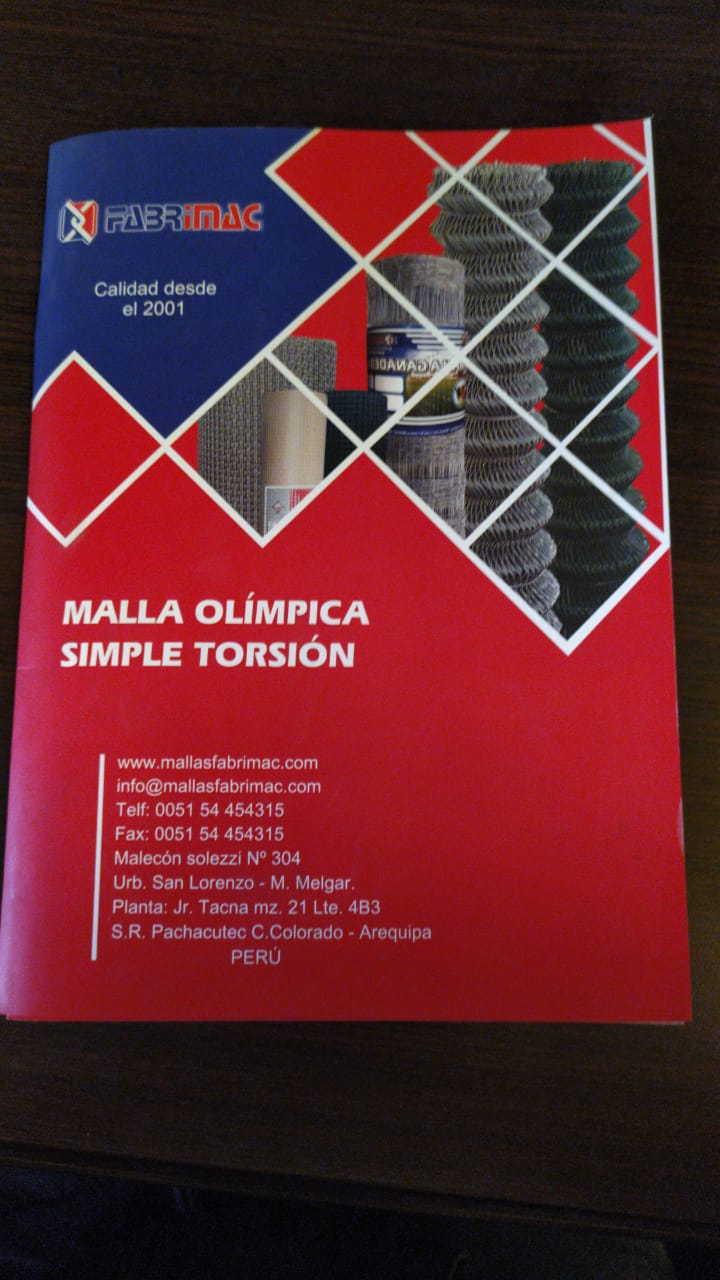 FABRiMAC
Calidad desde
el 2001
MALLA OLÍMPICA
SIMPLE TORSIÓN
www.mallasfabrimac.com
info@mallasfabrimac.com
Telf: 0051 54 454315
Fax: 0051 54 454315
Malecón solezzi Nº 304
Urb. San Lorenzo - M. Melgar.
Planta: Jr. Tacna mz. 21 Lte. 4B3
S.R. Pachacutec C.Colorado - Arequipa
PERÚ